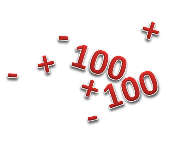 - +
- + 100
+ 100
-